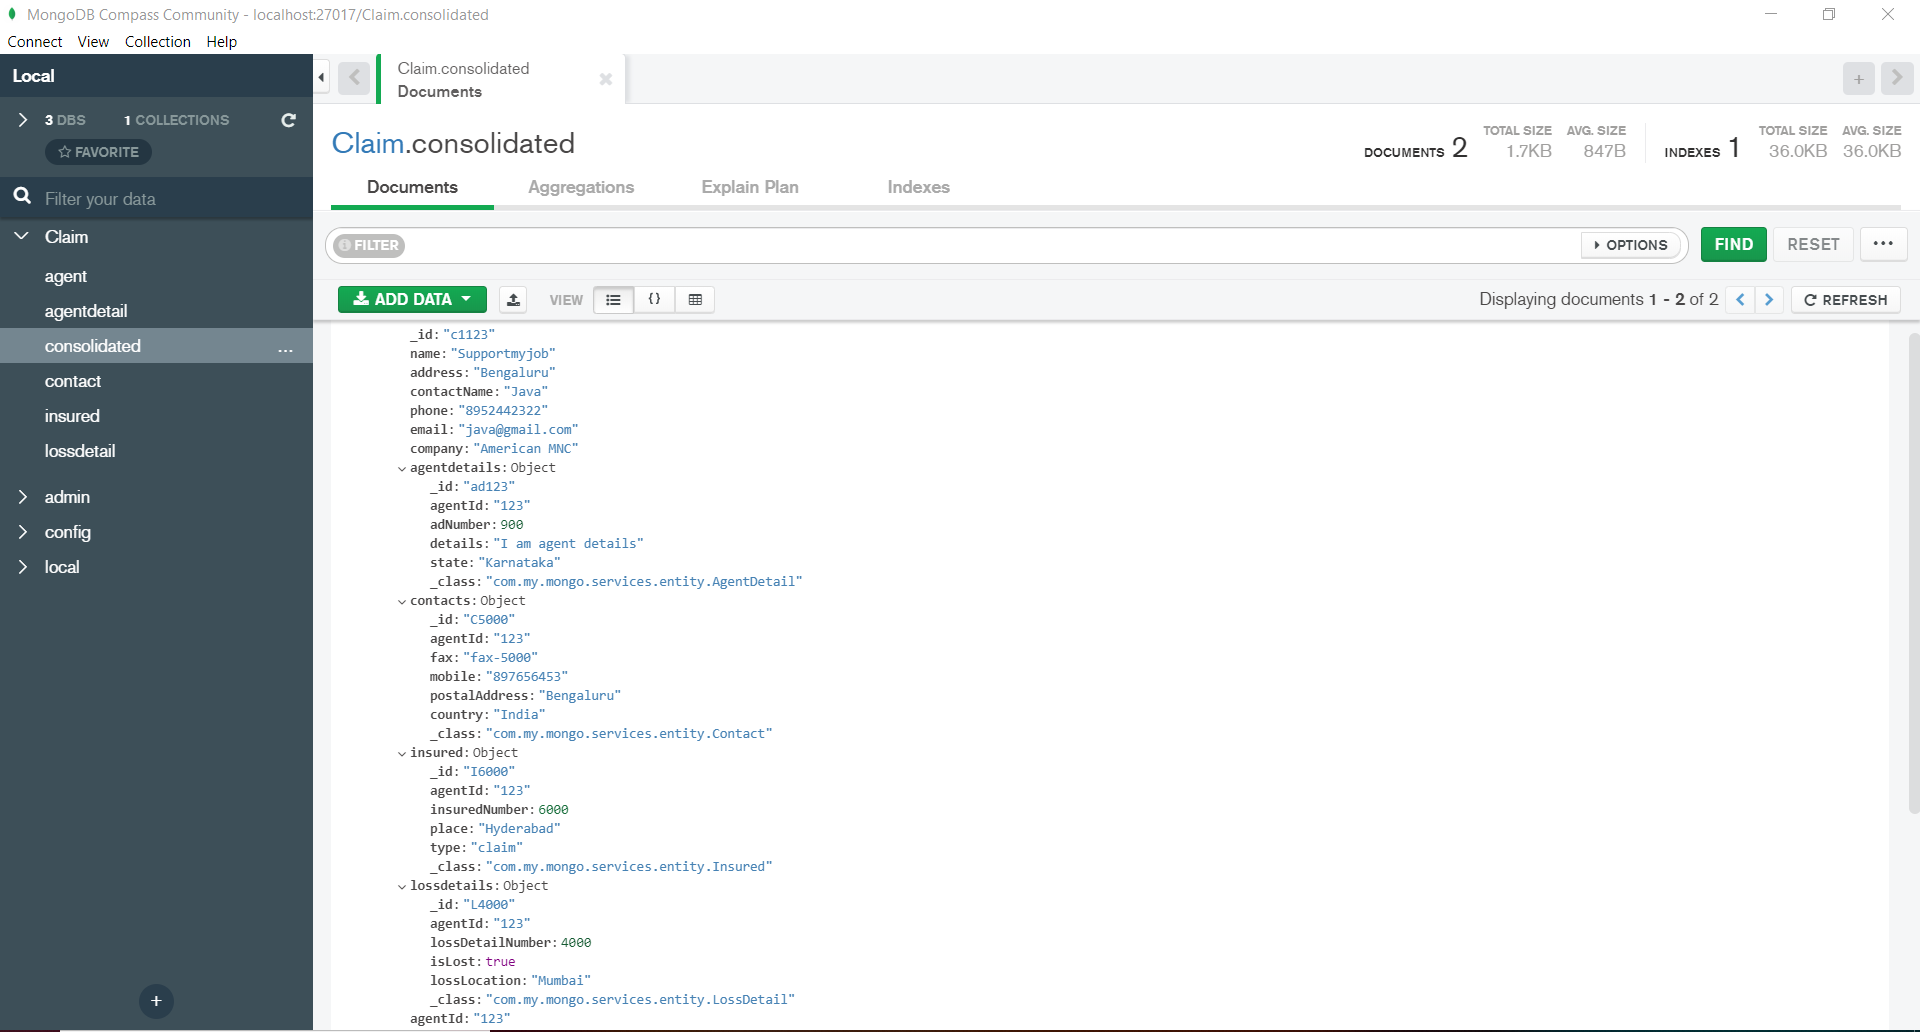 MongoDB Compass Community - localhost:27017/Claim.consolidated
Connect View Collection Help
Local
3 DBS 1 COLLECTIONS
FAVORITE
Filter your data
Claim
agent
agentdetail
consolidated ...
contact
insured
lossdetail
admin
config
local
+
Claim.consolidated
Documents
+
Claim.consolidated
DOCUMENTS 2 TOTAL SIZE 1.7KB AVG. SIZE 847B INDEXES 1 TOTAL SIZE 36.0KB AVG. SIZE 36.0KB
Documents Aggregations Explain Plan Indexes
FILTER OPTIONS FIND RESET ...
ADD DATA VIEW {} Displaying documents 1 - 2 of 2 REFRESH
_id: "c1123"
name: "Supportmyjob"
address: "Bengaluru"
contactName: "Java"
phone: "8952442322"
email: "java@gmail.com"
company: "American MNC"
agentdetails: Object
_id: "ad123"
agentId: "123"
adNumber: 900
details: "I am agent details"
state: "Karnataka"
_class: "com.my.mongo.services.entity.AgentDetail"
contacts: Object
_id: "C5000"
agentId: "123"
fax: "fax-5000"
mobile: "897656453"
postalAddress: "Bengaluru"
country: "India"
_class: "com.my.mongo.services.entity.Contact"
insured: Object
_id: "I6000"
agentId: "123"
insuredNumber: 6000
place: "Hyderabad"
type: "claim"
_class: "com.my.mongo.services.entity.Insured"
lossdetails: Object
_id: "L4000"
agentId: "123"
lossDetailNumber: 4000
isLost: true
lossLocation: "Mumbai"
_class: "com.my.mongo.services.entity.LossDetail"
agentId: "123"